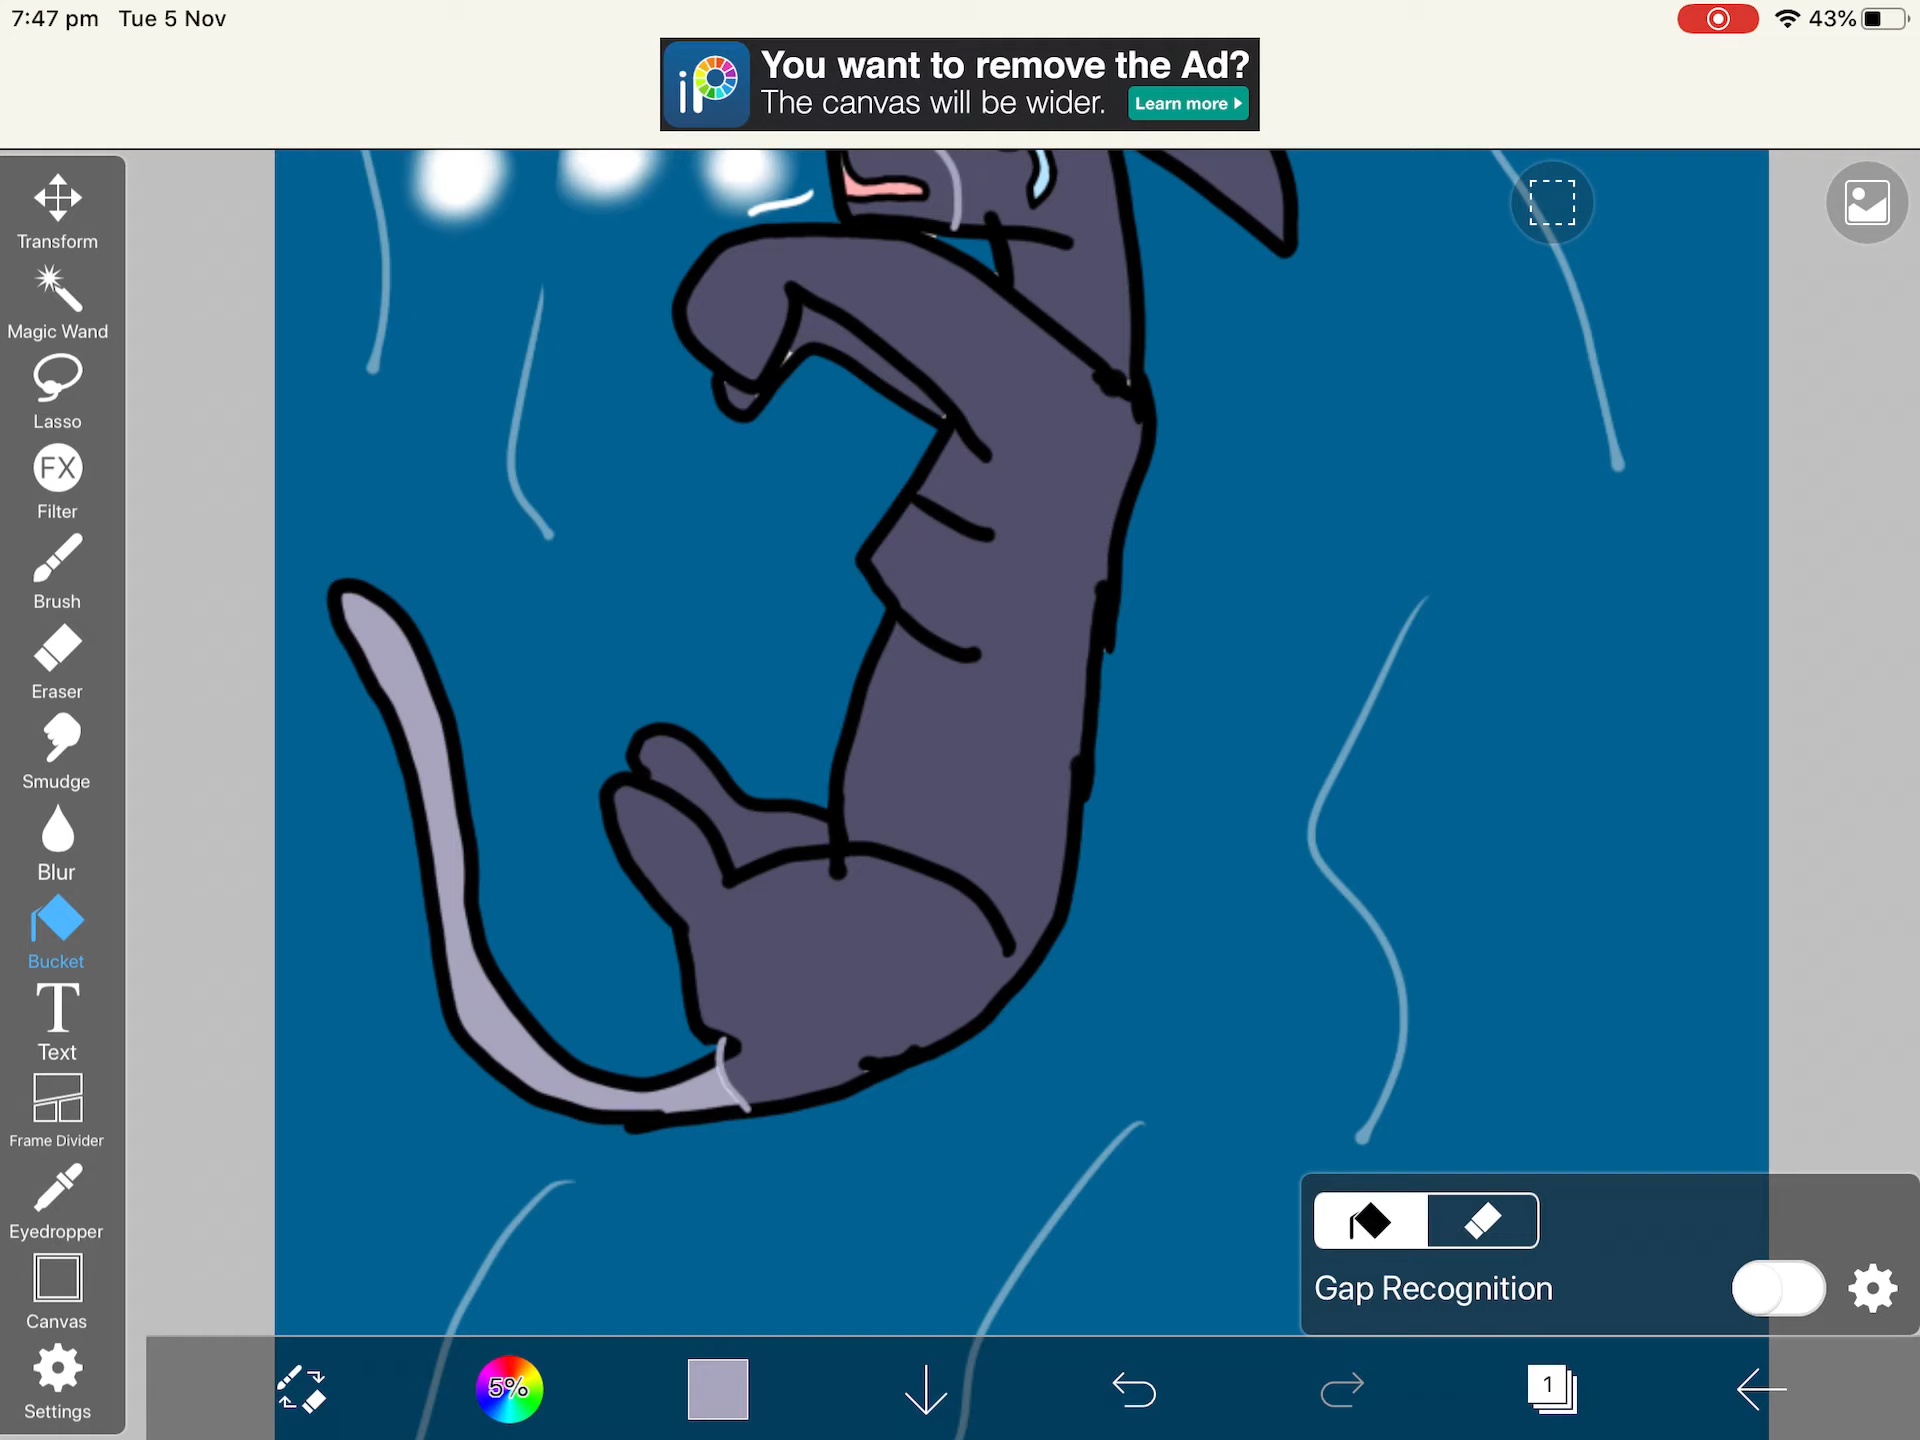 7:47 pm Tue 5 Nov
43%
iP
You want to remove the Ad?
The canvas will be wider.
Learn more
Transform
Magic Wand
Lasso
FX
Filter
Brush
Eraser
Smudge
Blur
Bucket
T
Text
Frame Divider
Eyedropper
Canvas
Settings
Gap Recognition
5%
1